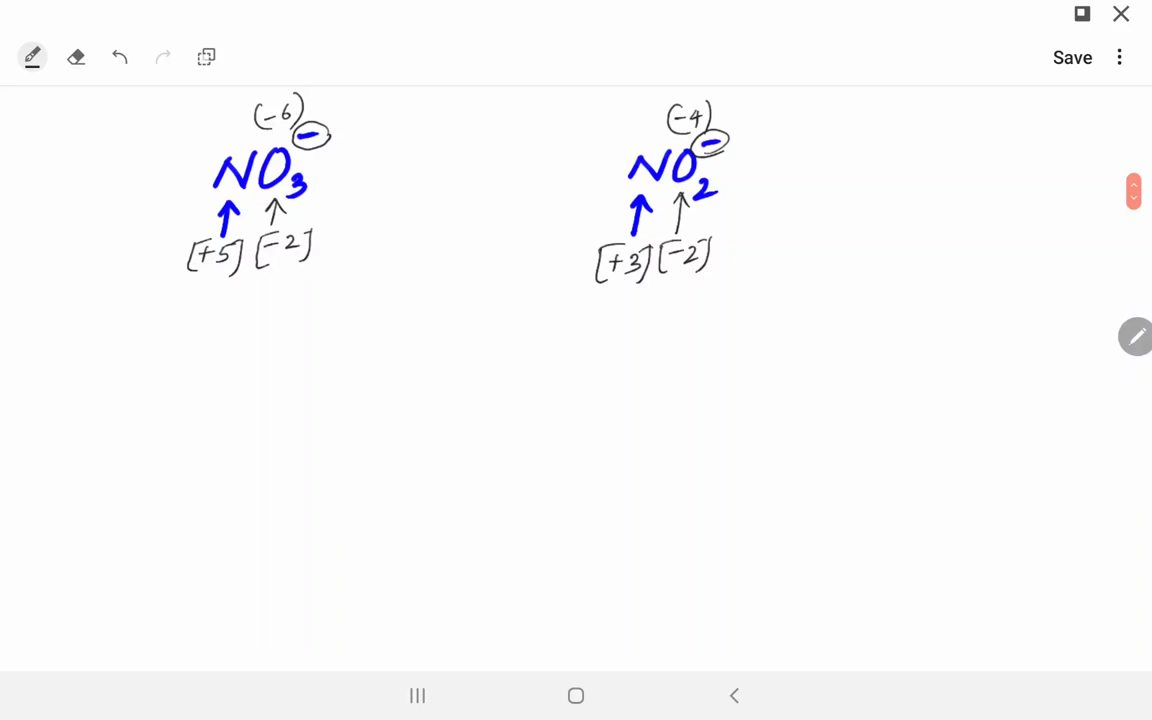 Save
(-6) (-4)
NO₃⁻ NO₂⁻
[+5] [-2] [+3] [-2]